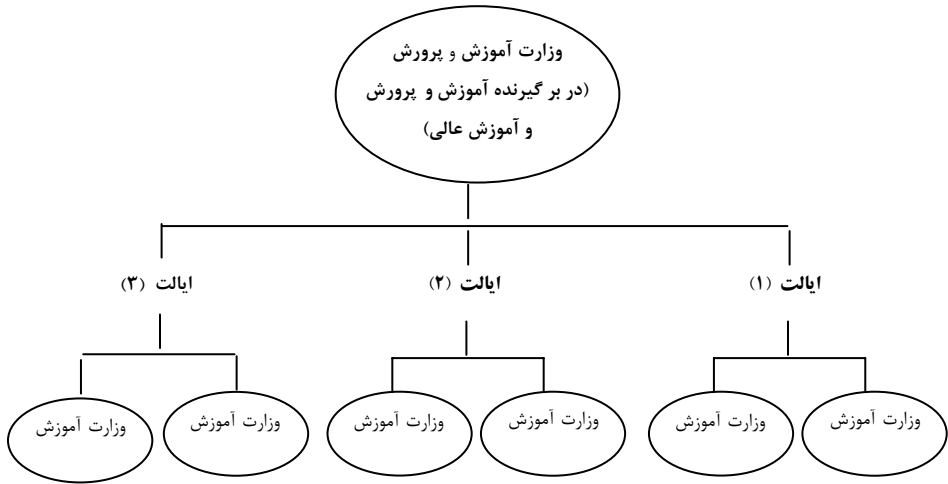 وزارت آموزش و پرورش
(در بر گیرنده آموزش و پرورش
و آموزش عالی)
ایالت (۱)
ایالت (۲)
ایالت (۳)
وزارت آموزش
وزارت آموزش
وزارت آموزش
وزارت آموزش
وزارت آموزش
وزارت آموزش